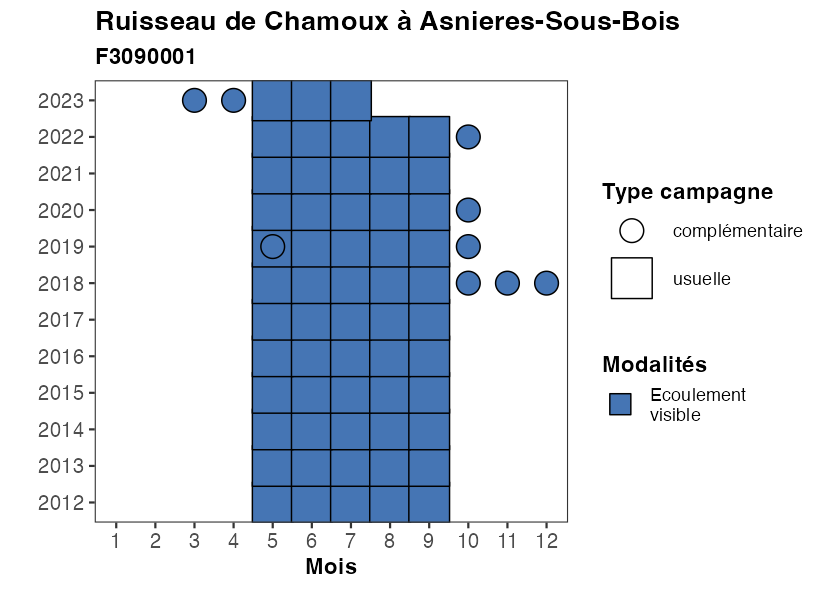 Ruisseau de Chamoux à Asnieres-Sous-Bois
F3090001
2023
2022
2021
2020
2019
2018
2017
2016
2015
2014
2013
2012
1 2 3 4 5 6 7 8 9 10 11 12
Mois
Type campagne
complémentaire
usuelle
Modalités
Ecoulement
visible